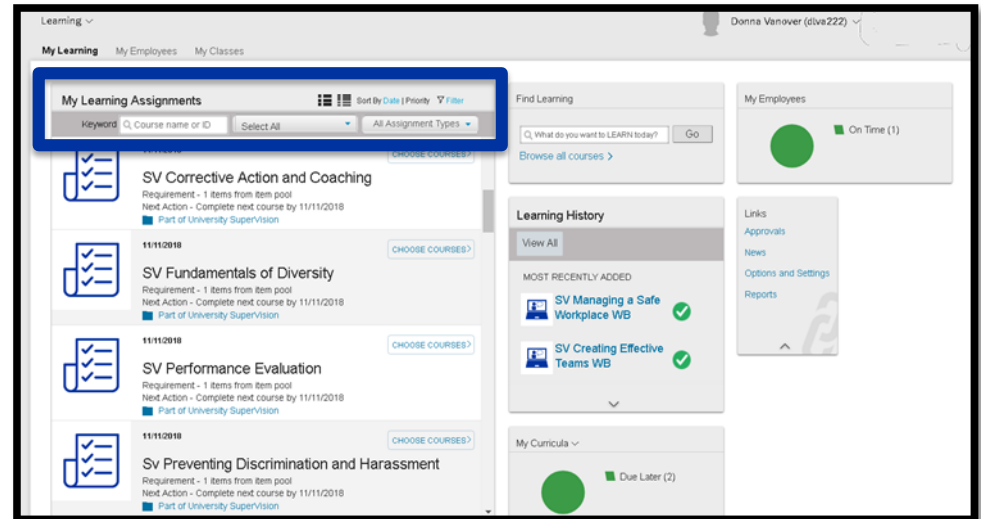 Learning
Donna Vanover (dlva222)
My Learning My Employees My Classes
My Learning Assignments Sort By Date | Priority Filter
Keyword Course name or ID Select All All Assignment Types
CHOOSE COURSES
SV Corrective Action and Coaching
Requirement - 1 items from item pool
Next Action - Complete next course by 11/11/2018
Part of University SuperVision
11/11/2018
CHOOSE COURSES
SV Fundamentals of Diversity
Requirement - 1 items from item pool
Next Action - Complete next course by 11/11/2018
Part of University SuperVision
11/11/2018
CHOOSE COURSES
SV Performance Evaluation
Requirement - 1 items from item pool
Next Action - Complete next course by 11/11/2018
Part of University SuperVision
11/11/2018
CHOOSE COURSES
Sv Preventing Discrimination and Harassment
Requirement - 1 items from item pool
Next Action - Complete next course by 11/11/2018
Part of University SuperVision
Find Learning
What do you want to LEARN today? Go
Browse all courses
Learning History
View All
MOST RECENTLY ADDED
SV Managing a Safe
Workplace WB
SV Creating Effective
Teams WB
My Curricula
Due Later (2)
My Employees
On Time (1)
Links
Approvals
News
Options and Settings
Reports